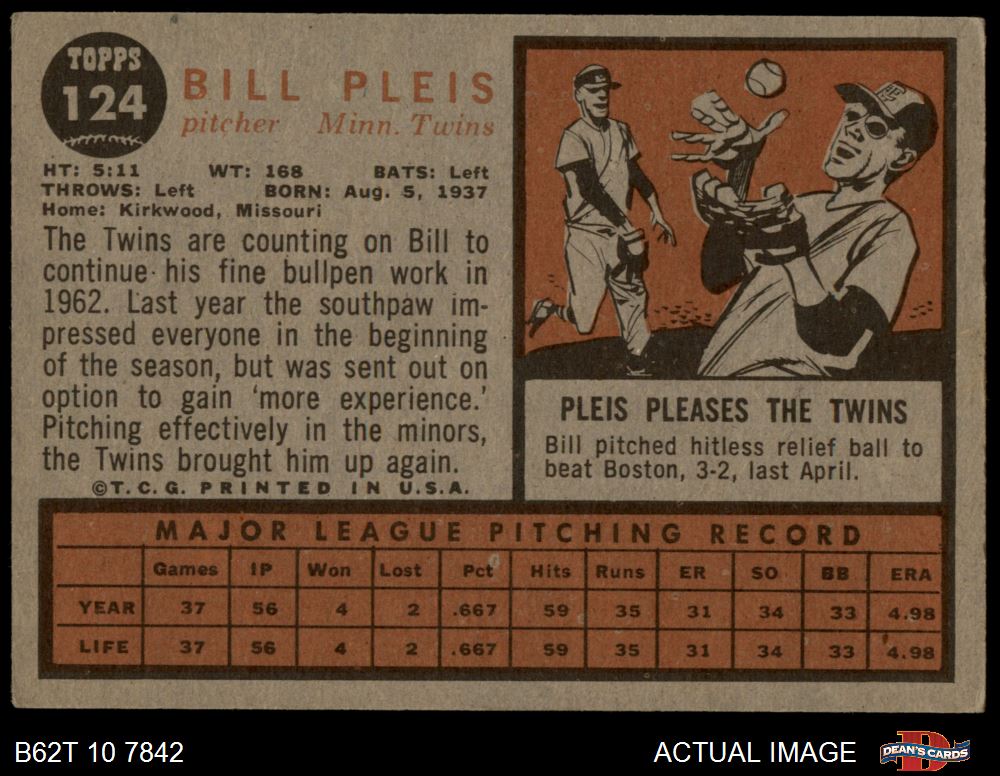 TOPPS
124
BILL PLEIS
pitcher Minn. Twins
HT: 5:11 WT: 168 BATS: Left
THROWS: Left BORN: Aug. 5, 1937
Home: Kirkwood, Missouri
The Twins are counting on Bill to
continue his fine bullpen work in
1962. Last year the southpaw im-
pressed everyone in the beginning
of the season, but was sent out on
option to gain 'more experience.'
Pitching effectively in the minors,
the Twins brought him up again.
©T.C.G. PRINTED IN U.S.A.
PLEIS PLEASES THE TWINS
Bill pitched hitless relief ball to
beat Boston, 3-2, last April.
MAJOR LEAGUE PITCHING RECORD
Games IP Won Lost Pct Hits Runs ER SO BB ERA
YEAR 37 56 4 2 .667 59 35 31 34 33 4.98
LIFE 37 56 4 2 .667 59 35 31 34 33 4.98
B62T 10 7842 ACTUAL IMAGE DEAN'S CARDS